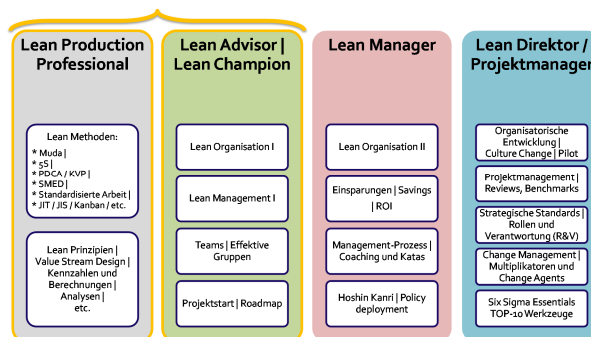 Lean Production
Professional
Lean Methoden:
* Muda |
* 5S |
* PDCA / KVP |
* SMED |
* Standardisierte Arbeit |
* JIT / JIS / Kanban / etc.
Lean Prinzipien |
Value Stream Design |
Kennzahlen und
Berechnungen |
Analysen |
etc.
Lean Advisor |
Lean Champion
Lean Organisation I
Lean Management I
Teams | Effektive
Gruppen
Projektstart | Roadmap
Lean Manager
Lean Organisation II
Einsparungen | Savings
| ROI
Management-Prozess |
Coaching und Katas
Hoshin Kanri | Policy
deployment
Lean Direktor /
Projektmanager
Organisatorische
Entwicklung |
Culture Change | Pilot
Projektmanagement |
Reviews, Benchmarks
Strategische Standards |
Rollen und
Verantwortung (R&V)
Change Management |
Multiplikatoren und
Change Agents
Six Sigma Essentials
TOP-10 Werkzeuge